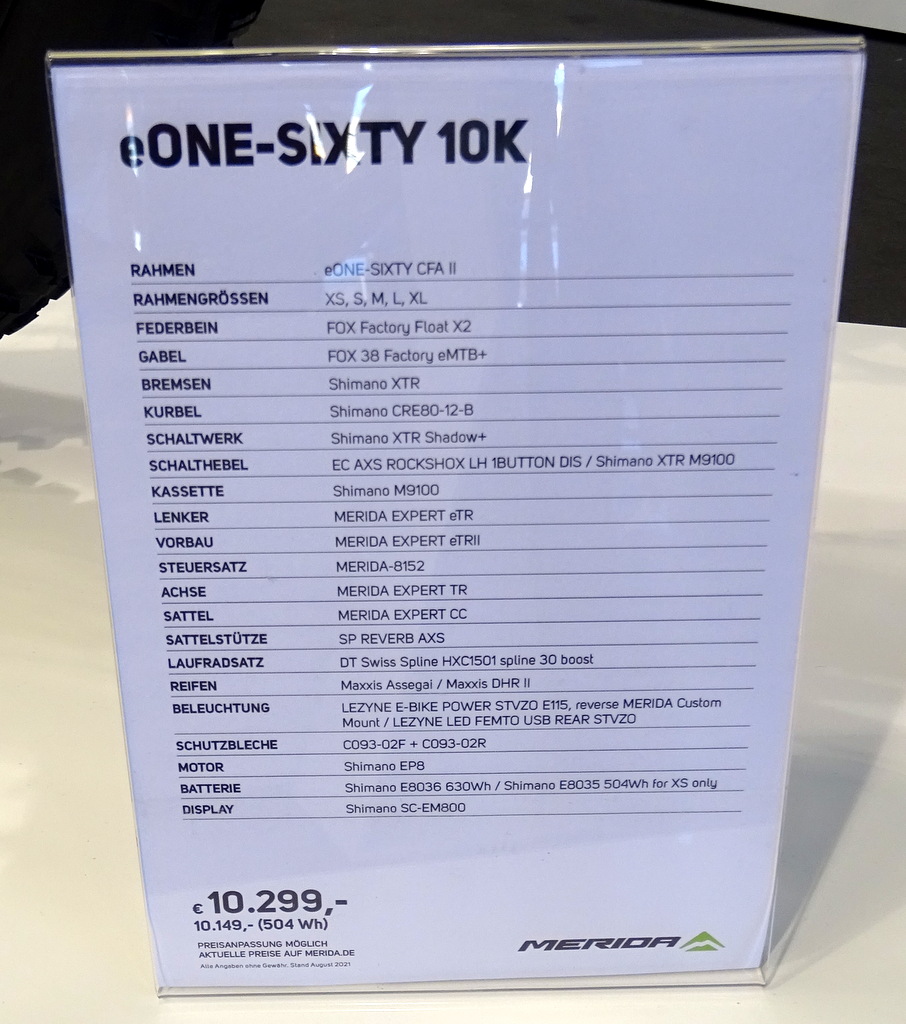 eONE-SIXTY 10K
RAHMEN eONE-SIXTY CFA II
RAHMENGRÖSSEN XS, S, M, L, XL
FEDERBEIN FOX Factory Float X2
GABEL FOX 38 Factory eMTB+
BREMSEN Shimano XTR
KURBEL Shimano CRE80-12-B
SCHALTWERK Shimano XTR Shadow+
SCHALTHEBEL EC AXS ROCKSHOX LH 1BUTTON DIS / Shimano XTR M9100
KASSETTE Shimano M9100
LENKER MERIDA EXPERT eTR
VORBAU MERIDA EXPERT eTRII
STEUERSATZ MERIDA-8152
ACHSE MERIDA EXPERT TR
SATTEL MERIDA EXPERT CC
SATTELSTÜTZE SP REVERB AXS
LAUFRADSATZ DT Swiss Spline HXC1501 spline 30 boost
REIFEN Maxxis Assegai / Maxxis DHR II
BELEUCHTUNG LEZYNE E-BIKE POWER STVZO E115, reverse MERIDA Custom
Mount / LEZYNE LED FEMTO USB REAR STVZO
SCHUTZBLECHE C093-02F + C093-02R
MOTOR Shimano EP8
BATTERIE Shimano E8036 630Wh / Shimano E8035 504Wh for XS only
DISPLAY Shimano SC-EM800
€ 10.299,-
10.149,- (504 Wh)
PREISANPASSUNG MÖGLICH
AKTUELLE PREISE AUF MERIDA.DE
Alle Angaben ohne Gewähr. Stand August 2021
MERIDA